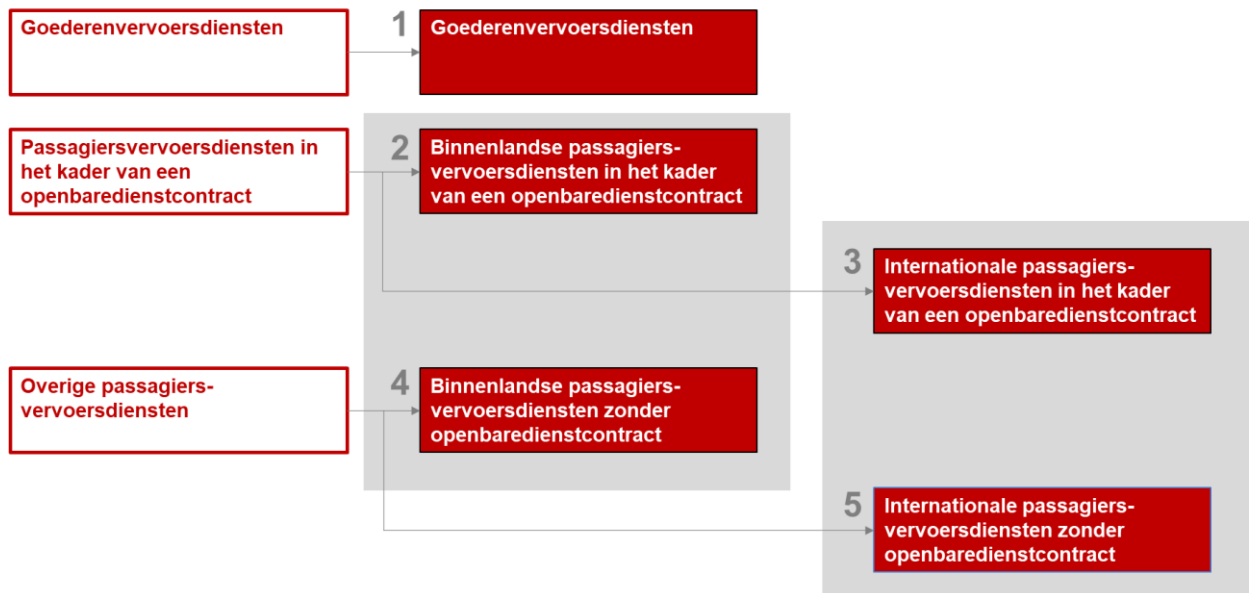 Goederenvervoersdiensten
1
Goederenvervoersdiensten
Passagiersvervoersdiensten in
het kader van een
openbaredienstcontract
2
Binnenlandse passagiers-
vervoersdiensten in het kader
van een openbaredienstcontract
3
Internationale passagiers-
vervoersdiensten in het kader
van een openbaredienstcontract
Overige passagiers-
vervoersdiensten
4
Binnenlandse passagiers-
vervoersdiensten zonder
openbaredienstcontract
5
Internationale passagiers-
vervoersdiensten zonder
openbaredienstcontract